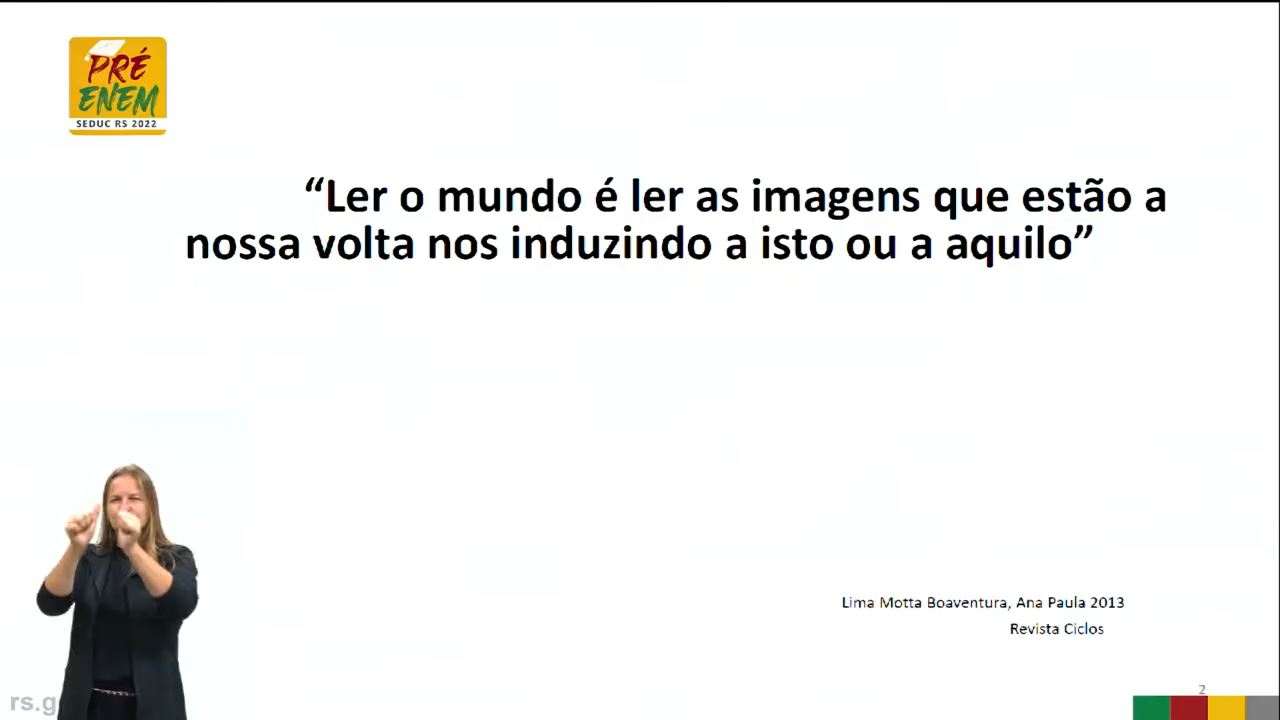 PRÉ
ENEM
SEDUC RS 2022
“Ler o mundo é ler as imagens que estão a
nossa volta nos induzindo a isto ou a aquilo”
Lima Motta Boaventura, Ana Paula 2013
Revista Ciclos
2
rs.g